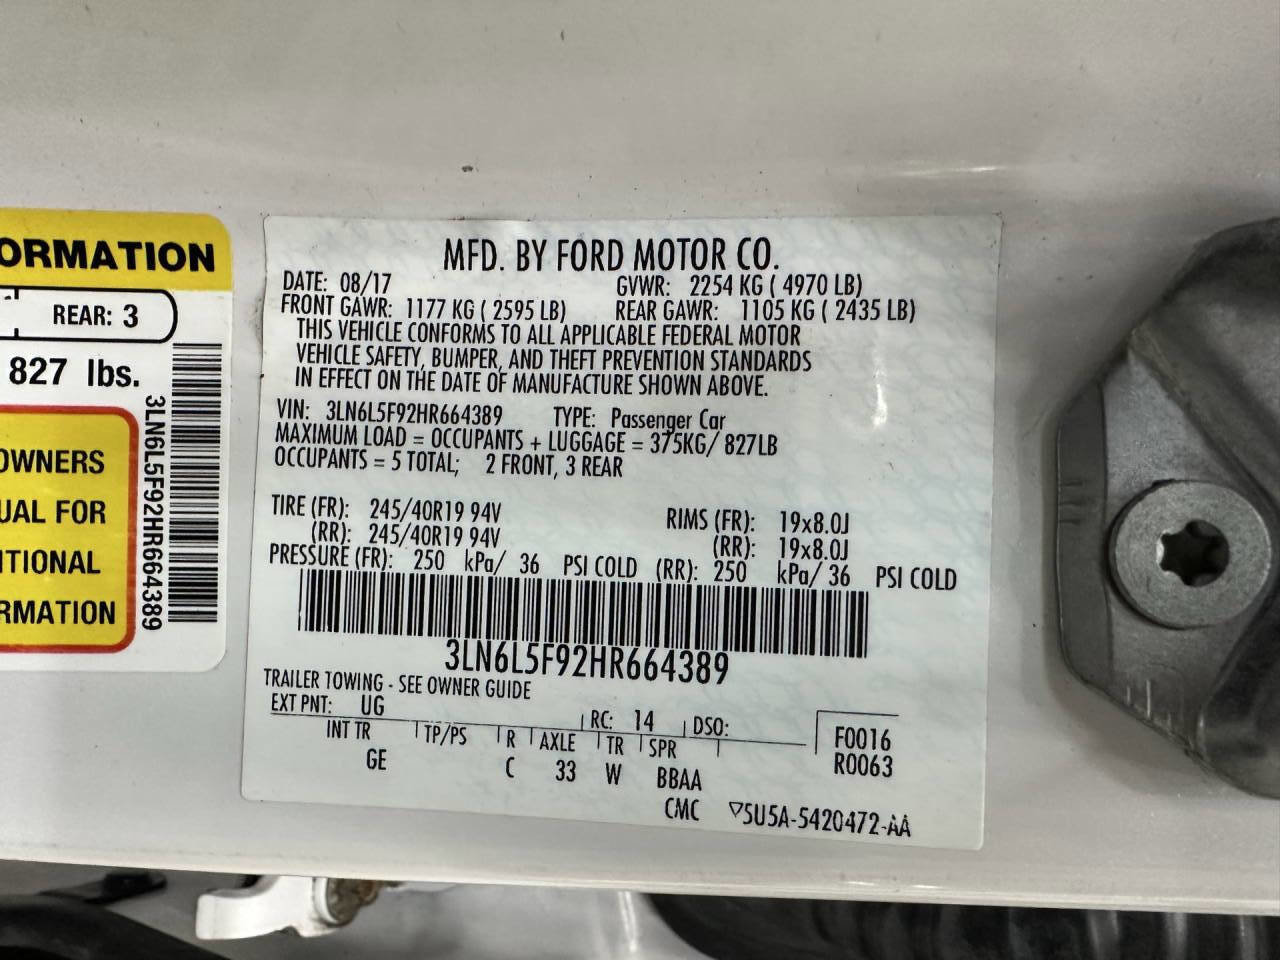 ORMATION
REAR: 3
827 lbs.
OWNERS
UAL FOR
ITIONAL
RMATION
3LN6L5F92HR664389
MFD. BY FORD MOTOR CO.
DATE: 08/17 GVWR: 2254 KG ( 4970 LB)
FRONT GAWR: 1177 KG ( 2595 LB) REAR GAWR: 1105 KG ( 2435 LB)
THIS VEHICLE CONFORMS TO ALL APPLICABLE FEDERAL MOTOR
VEHICLE SAFETY, BUMPER, AND THEFT PREVENTION STANDARDS
IN EFFECT ON THE DATE OF MANUFACTURE SHOWN ABOVE.
VIN: 3LN6L5F92HR664389 TYPE: Passenger Car
MAXIMUM LOAD = OCCUPANTS + LUGGAGE = 375KG/ 827LB
OCCUPANTS = 5 TOTAL; 2 FRONT, 3 REAR
TIRE (FR): 245/40R19 94V RIMS (FR): 19x8.0J
(RR): 245/40R19 94V (RR): 19x8.0J
PRESSURE (FR): 250 kPa/ 36 PSI COLD (RR): 250 kPa/ 36 PSI COLD
3LN6L5F92HR664389
TRAILER TOWING - SEE OWNER GUIDE
EXT PNT: UG RC: 14 DSO:
INT TR TP/PS R AXLE TR SPR F0016
GE C 33 W BBAA R0063
CMC ▽5U5A-5420472-AA